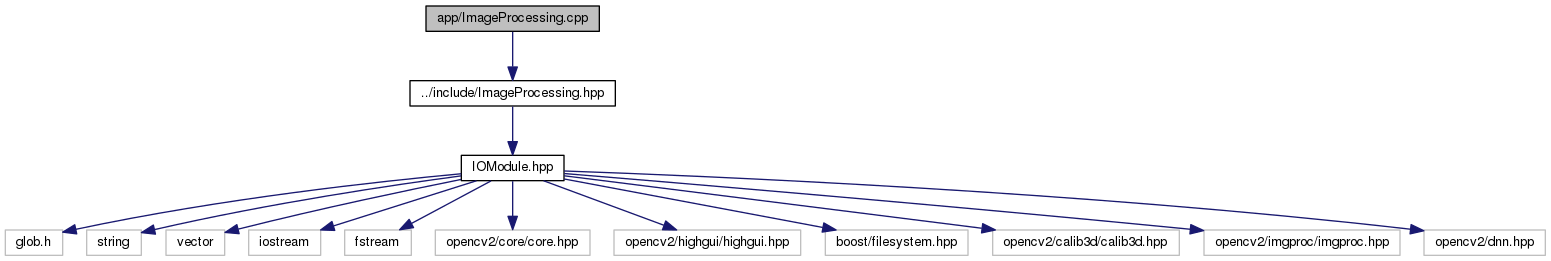 app/ImageProcessing.cpp
../include/ImageProcessing.hpp
IOModule.hpp
glob.h
string
vector
iostream
fstream
opencv2/core/core.hpp
opencv2/highgui/highgui.hpp
boost/filesystem.hpp
opencv2/calib3d/calib3d.hpp
opencv2/imgproc/imgproc.hpp
opencv2/dnn.hpp